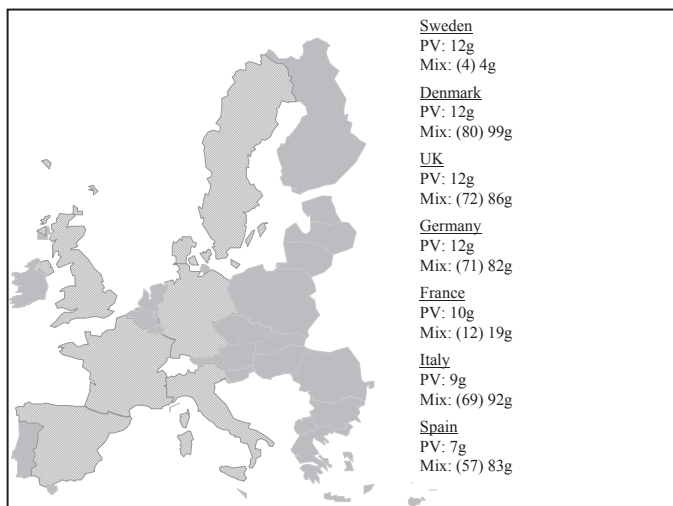 Sweden
PV: 12g
Mix: (4) 4g
Denmark
PV: 12g
Mix: (80) 99g
UK
PV: 12g
Mix: (72) 86g
Germany
PV: 12g
Mix: (71) 82g
France
PV: 10g
Mix: (12) 19g
Italy
PV: 9g
Mix: (69) 92g
Spain
PV: 7g
Mix: (57) 83g